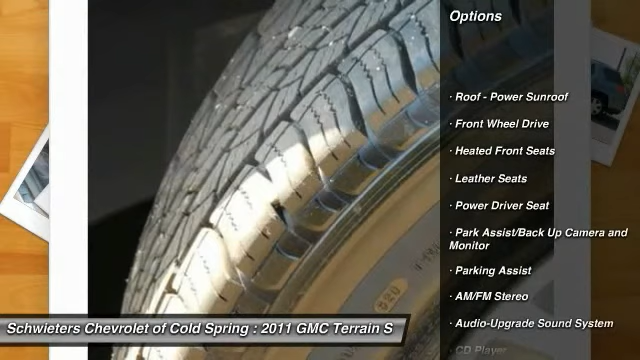 Options
· Roof - Power Sunroof
· Front Wheel Drive
· Heated Front Seats
· Leather Seats
· Power Driver Seat
· Park Assist/Back Up Camera and
Monitor
· Parking Assist
· AM/FM Stereo
· Audio-Upgrade Sound System
· CD Player
Schwieters Chevrolet of Cold Spring : 2011 GMC Terrain S